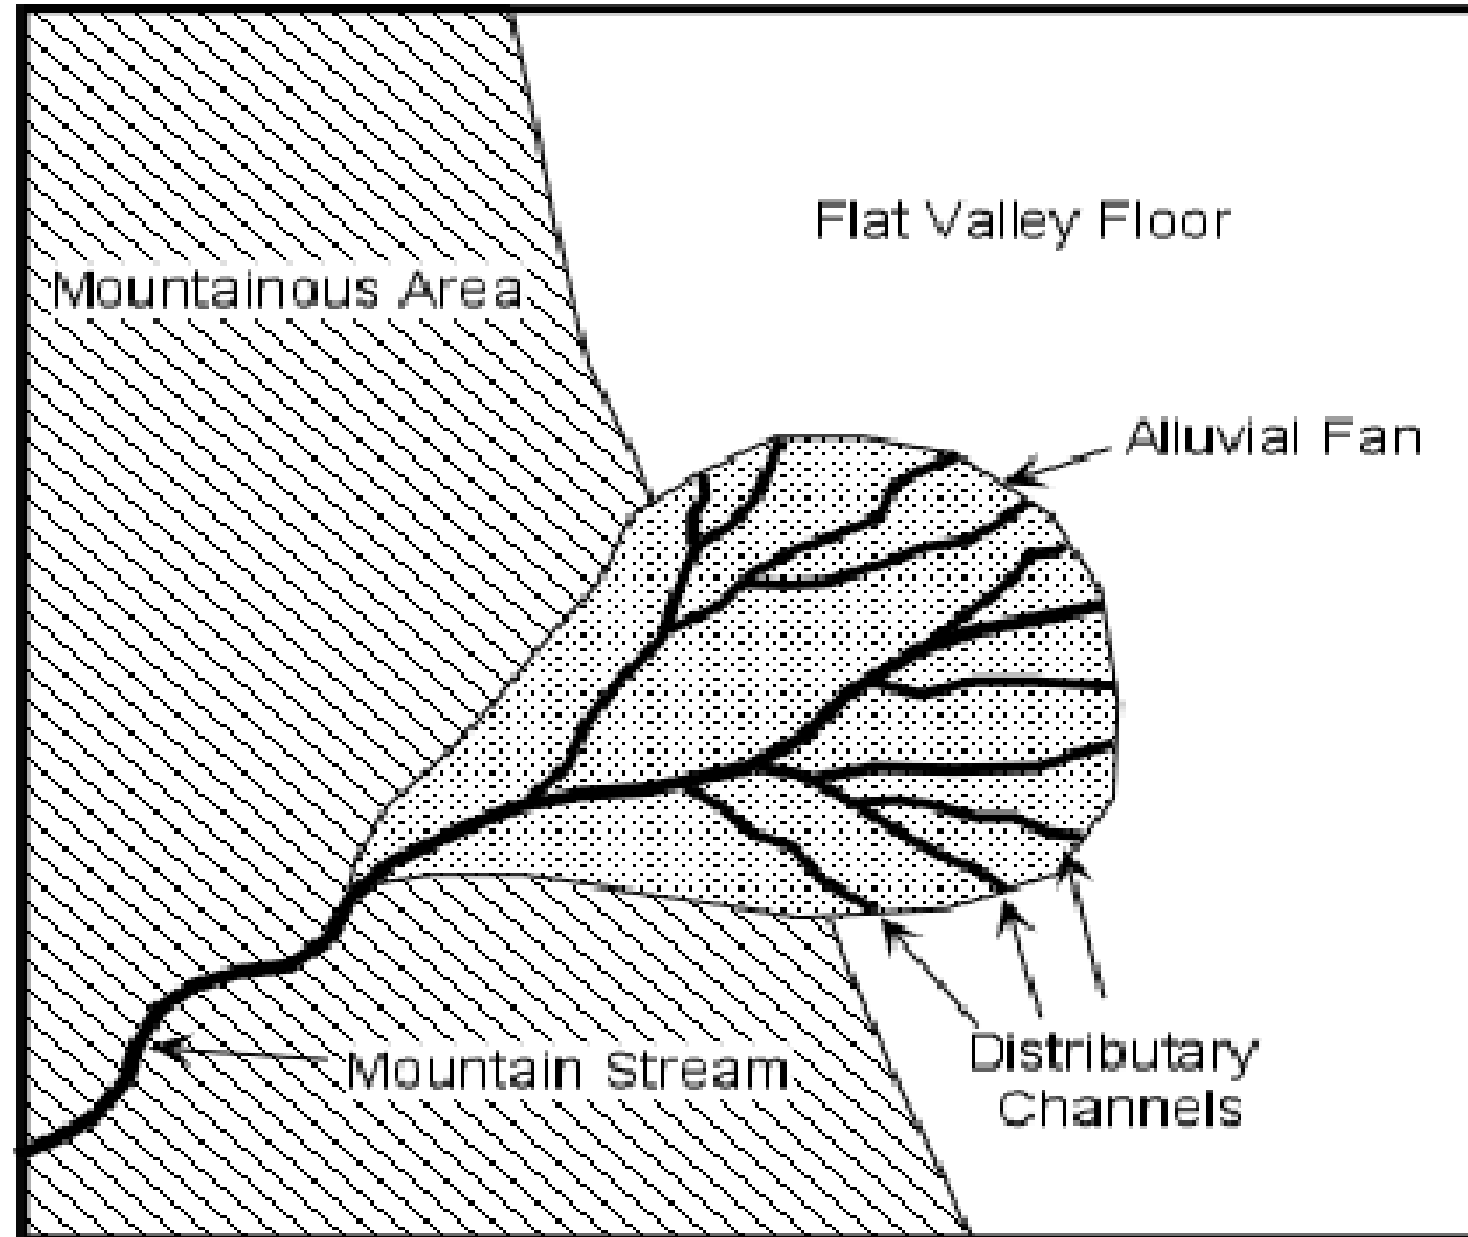 Flat Valley Floor
Mountainous Area
Alluvial Fan
Mountain Stream
Distributary
Channels